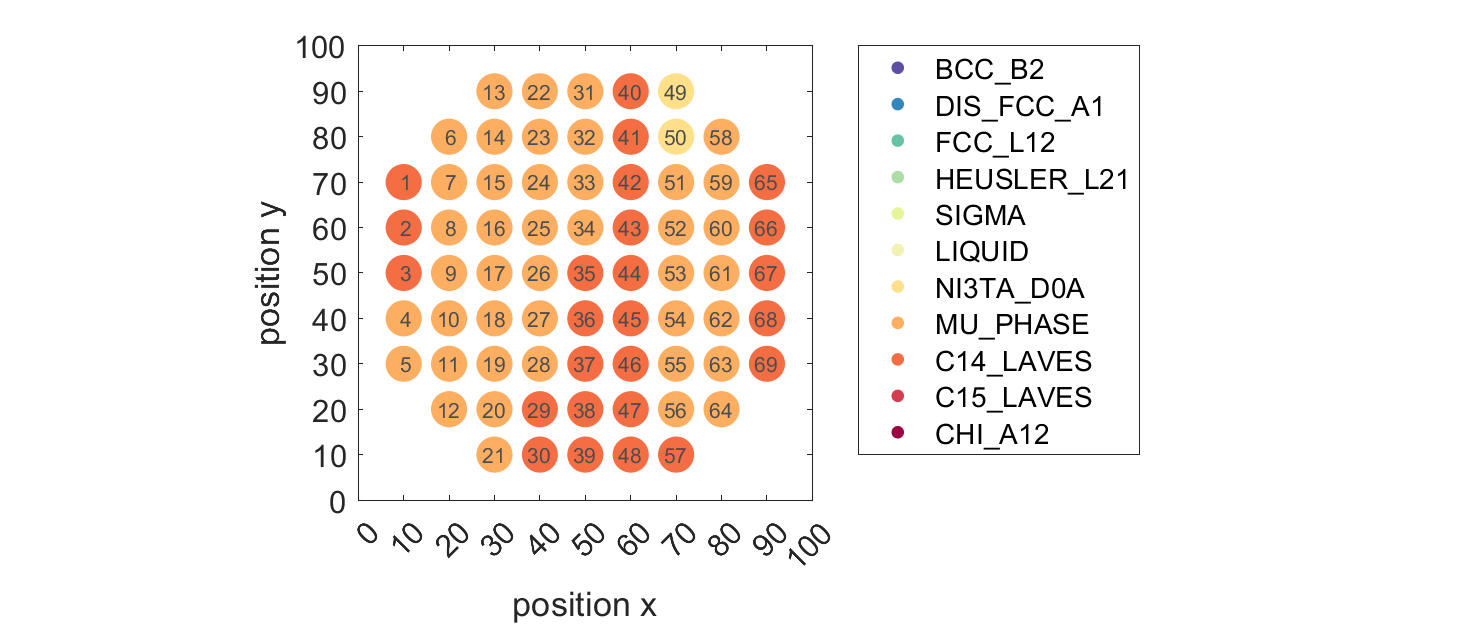 100
90
80
70
60
50
40
30
20
10
0
position y
13 22 31 40 49
6 14 23 32 41 50 58
1 7 15 24 33 42 51 59 65
2 8 16 25 34 43 52 60 66
3 9 17 26 35 44 53 61 67
4 10 18 27 36 45 54 62 68
5 11 19 28 37 46 55 63 69
12 20 29 38 47 56 64
21 30 39 48 57
0 10 20 30 40 50 60 70 80 90 100
position x
BCC_B2
DIS_FCC_A1
FCC_L12
HEUSLER_L21
SIGMA
LIQUID
NI3TA_D0A
MU_PHASE
C14_LAVES
C15_LAVES
CHI_A12